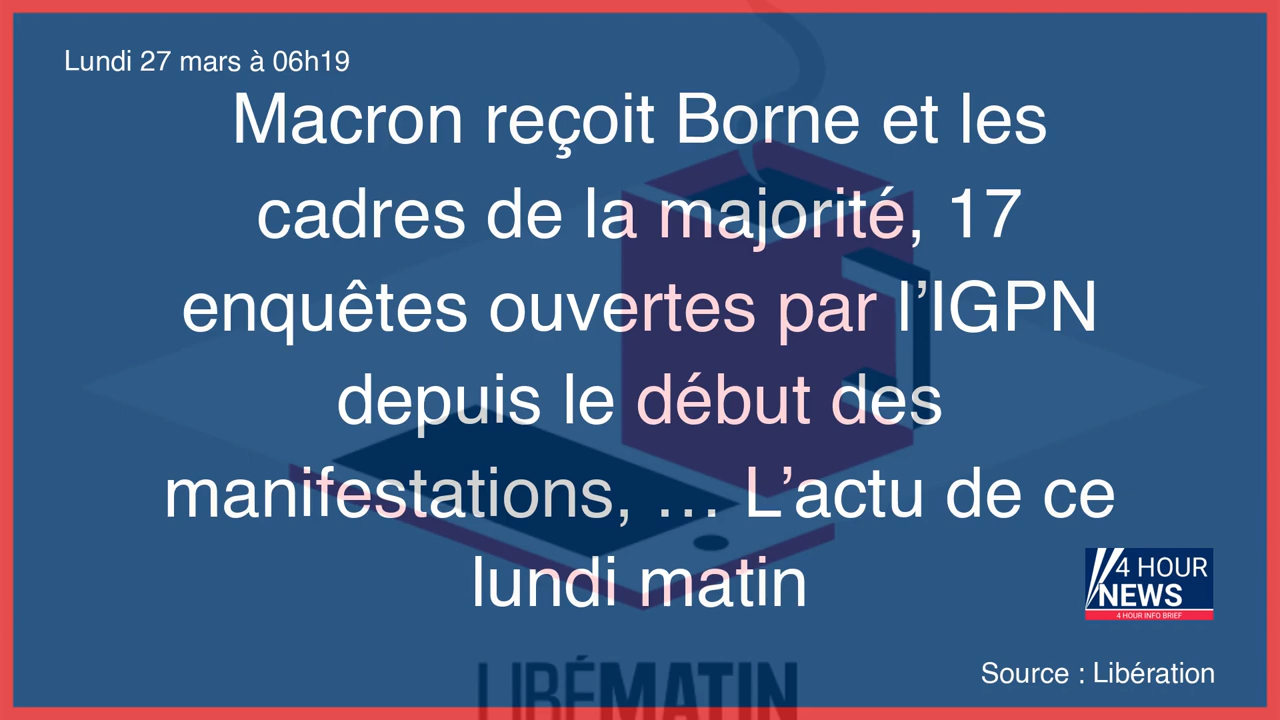 Lundi 27 mars à 06h19
Macron reçoit Borne et les
cadres de la majorité, 17
enquêtes ouvertes par l’IGPN
depuis le début des
manifestations, … L’actu de ce
lundi matin
4 HOUR
NEWS
4 HOUR INFO BRIEF
Source : Libération
LIBÉMATIN